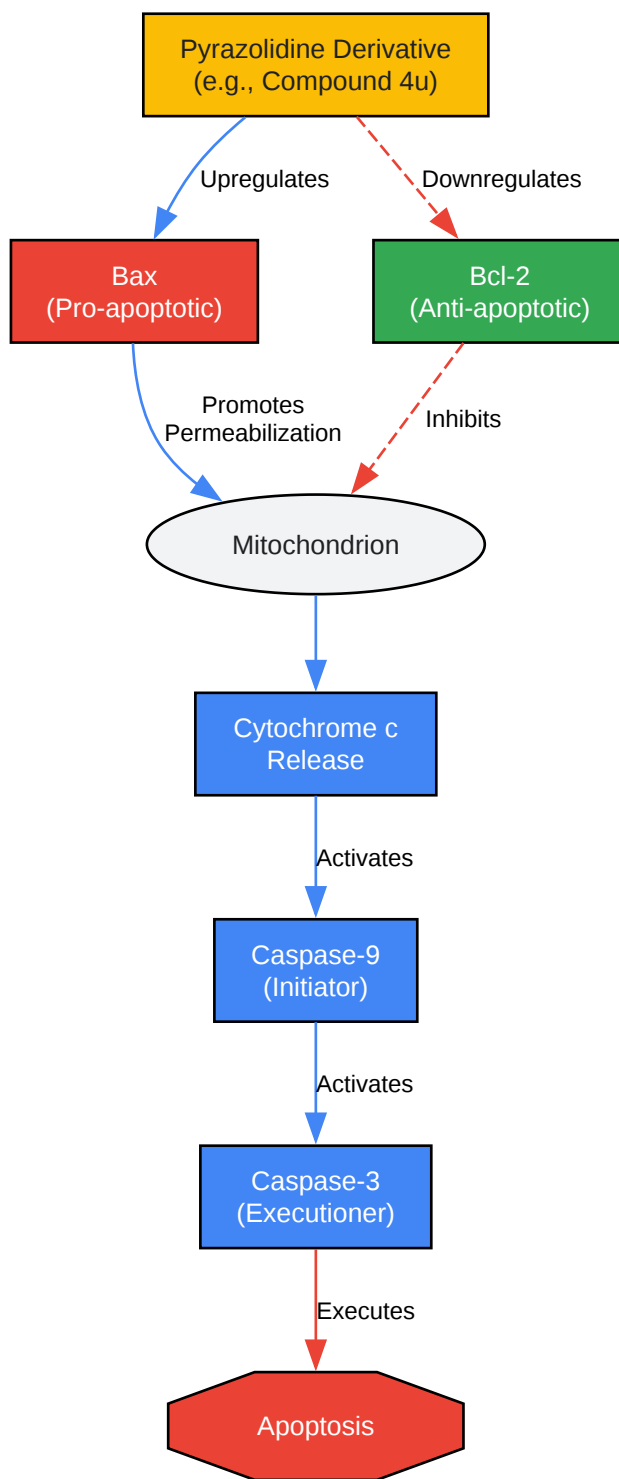 Pyrazolidine Derivative
(e.g., Compound 4u)
Upregulates
Downregulates
Bax
(Pro-apoptotic)
Bcl-2
(Anti-apoptotic)
Promotes
Permeabilization
Inhibits
Mitochondrion
Cytochrome c
Release
Activates
Caspase-9
(Initiator)
Activates
Caspase-3
(Executioner)
Executes
Apoptosis